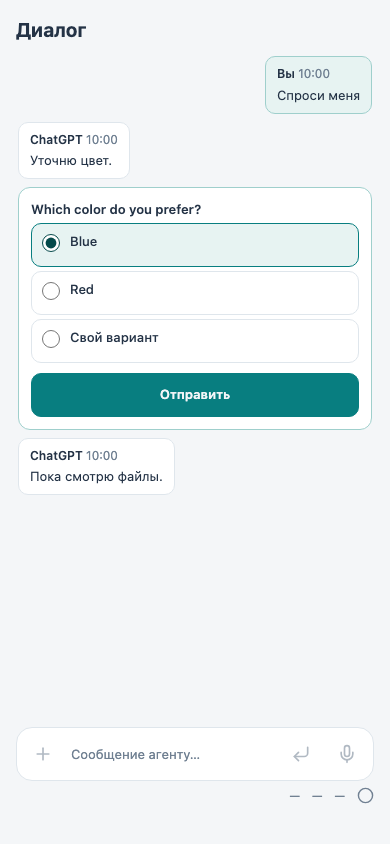 Диалог
Вы 10:00
Спроси меня
ChatGPT 10:00
Уточню цвет.
Which color do you prefer?
Blue
Red
Свой вариант
Отправить
ChatGPT 10:00
Пока смотрю файлы.
Сообщение агенту...